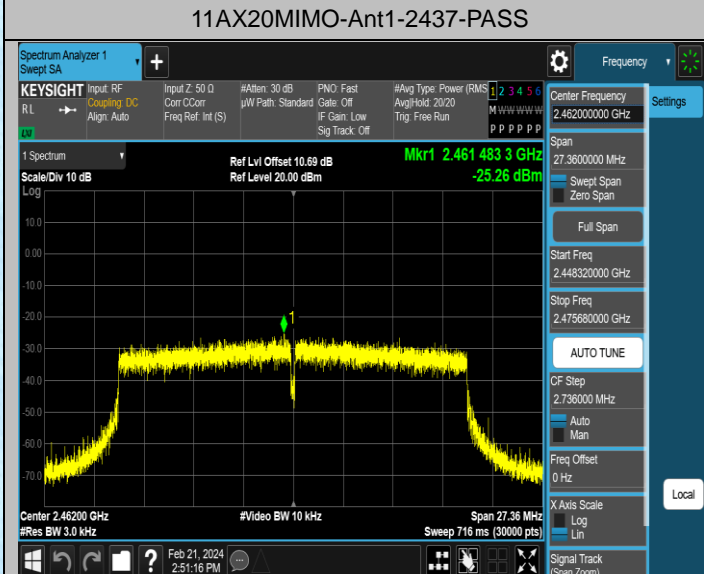 11AX20MIMO-Ant1-2437-PASS
Spectrum Analyzer 1
Swept SA
+
Frequency
KEYSIGHT
RL
LXI
Input: RF
Coupling: DC
Align: Auto
Input Z: 50 Ω
Corr CCorr
Freq Ref: Int (S)
#Atten: 30 dB
µW Path: Standard
PNO: Fast
Gate: Off
IF Gain: Low
Sig Track: Off
#Avg Type: Power (RMS
Avg|Hold: 20/20
Trig: Free Run
1 2 3 4 5 6
M W W W W W
P P P P P P
1 Spectrum
Scale/Div 10 dB
Log
Ref Lvl Offset 10.69 dB
Ref Level 20.00 dBm
Mkr1 2.461 483 3 GHz
-25.26 dBm
10.0
0.00
-10.0
-20.0
-30.0
-40.0
-50.0
-60.0
-70.0
1
Center 2.46200 GHz
#Res BW 3.0 kHz
#Video BW 10 kHz
Span 27.36 MHz
Sweep 716 ms (30000 pts)
Feb 21, 2024
2:51:16 PM
?
Center Frequency
2.462000000 GHz
Span
27.3600000 MHz
Swept Span
Zero Span
Full Span
Start Freq
2.448320000 GHz
Stop Freq
2.475680000 GHz
AUTO TUNE
CF Step
2.736000 MHz
Auto
Man
Freq Offset
0 Hz
X Axis Scale
Log
Lin
Signal Track
(Span Zoom)
Settings
Local